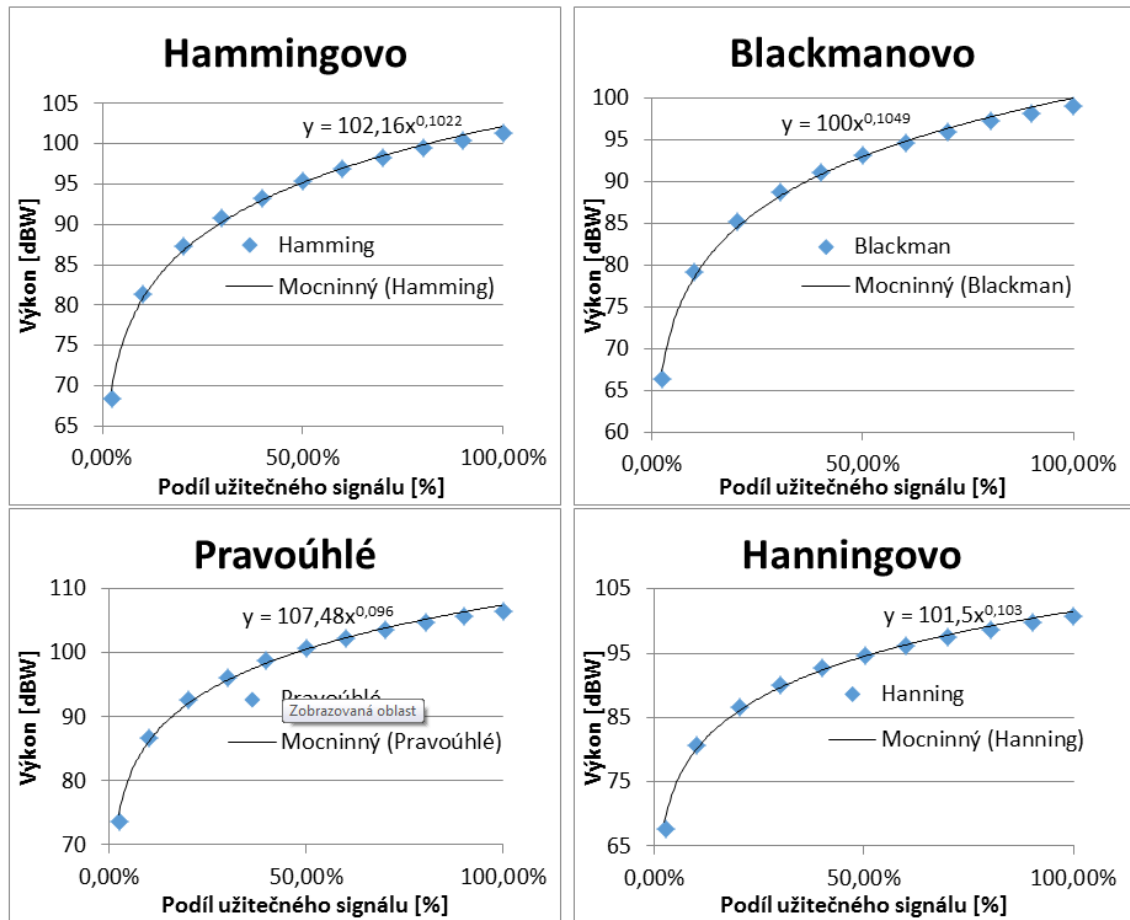 Hammingovo
105
100
95
90
85
80
75
70
65
y = 102,16x^0,1022
Hamming
Mocninný (Hamming)
Výkon [dBW]
0,00% 50,00% 100,00%
Podíl užitečného signálu [%]
Blackmanovo
100
95
90
85
80
75
70
65
60
y = 100x^0,1049
Blackman
Mocninný (Blackman)
Výkon [dBW]
0,00% 50,00% 100,00%
Podíl užitečného signálu [%]
Pravoúhlé
110
100
90
80
70
y = 107,48x^0,096
Pravoúhlé
Zobrazovaná oblast
Mocninný (Pravoúhlé)
Výkon [dBW]
0,00% 50,00% 100,00%
Podíl užitečného signálu [%]
Hanningovo
105
95
85
75
65
y = 101,5x^0,103
Hanning
Mocninný (Hanning)
Výkon [dBW]
0,00% 50,00% 100,00%
Podíl užitečného signálu [%]